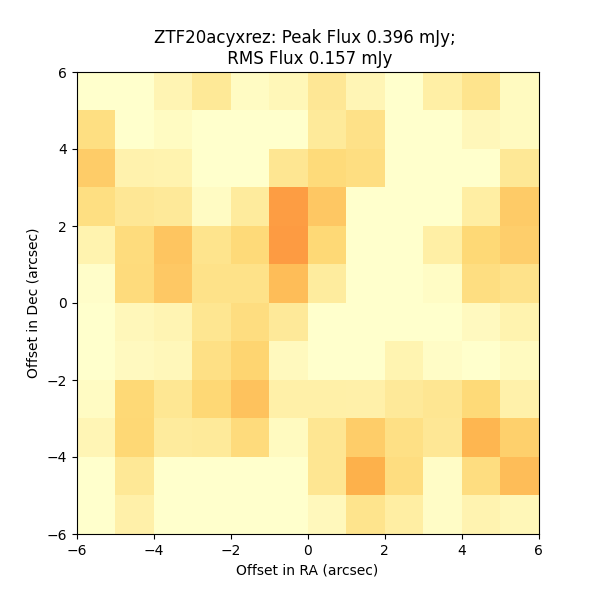 ZTF20acyxrez: Peak Flux 0.396 mJy;
RMS Flux 0.157 mJy
6
4
2
0
−2
−4
−6
Offset in Dec (arcsec)
−6 −4 −2 0 2 4 6
Offset in RA (arcsec)